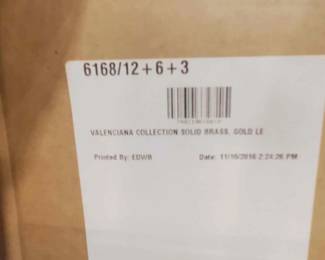 6168/12+6+3
VALENCIANA COLLECTION SOLID BRASS, GOLD LE
Printed By: EDWB Date: 11/10/2016 2:24:26 PM